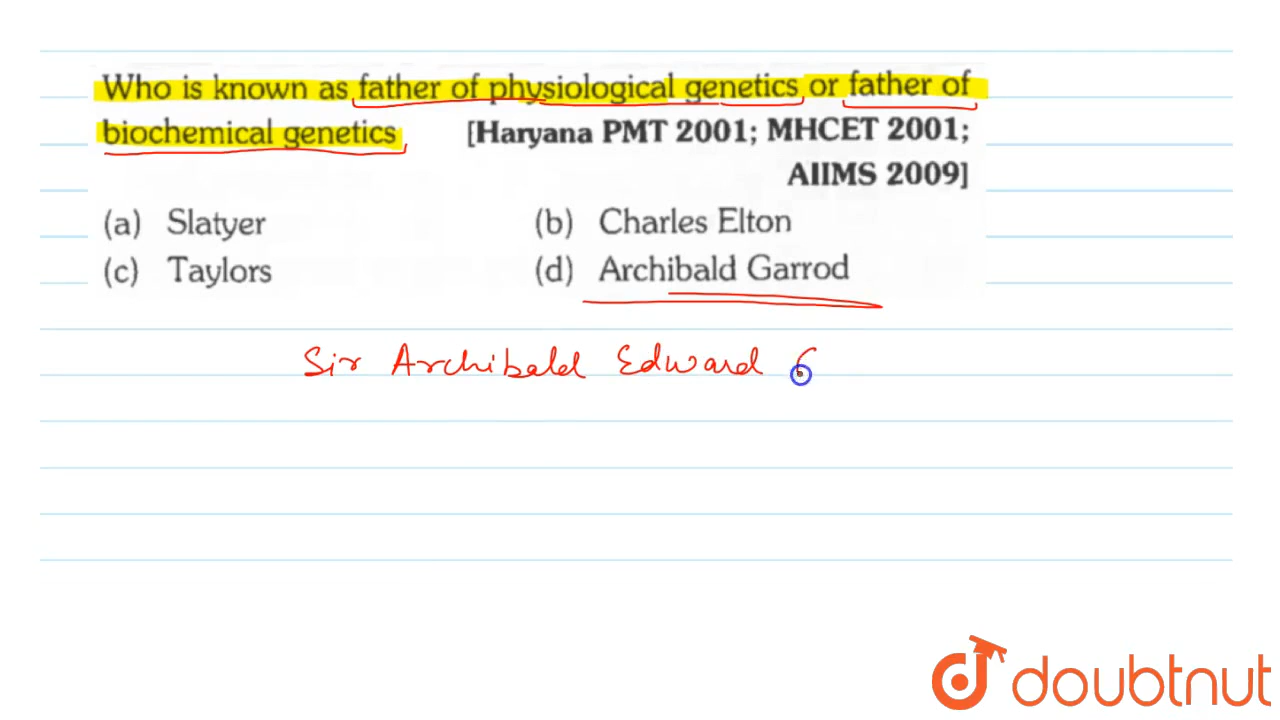 Who is known as father of physiological genetics or father of
biochemical genetics [Haryana PMT 2001; MHCET 2001;
AIIMS 2009]
(a) Slatyer (b) Charles Elton
(c) Taylors (d) Archibald Garrod
Sir Archibald Edward G
doubtnut